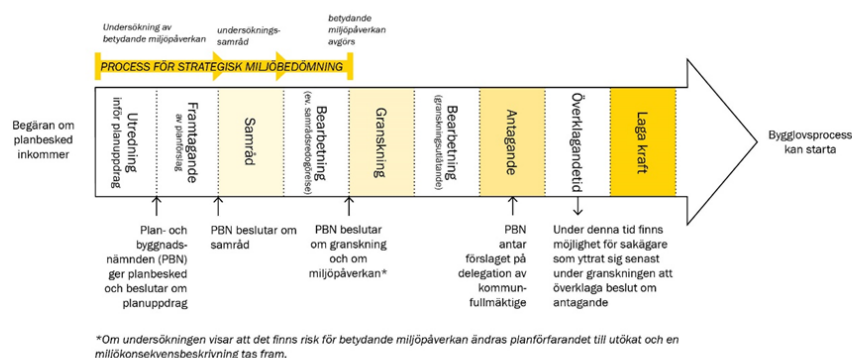 Undersökning av
betydande miljöpåverkan
undersöknings-
samråd
betydande
miljöpåverkan
avgörs
PROCESS FÖR STRATEGISK MILJÖBEDÖMNING
Begäran om
planbesked
inkommer
Utredning
inför planuppdrag
Framtagande
av planförslag
Samråd
Bearbetning
(ev. samrådsredogörelse)
Granskning
Bearbetning
(granskningsutlåtande)
Antagande
Överklagandetid
Laga kraft
Bygglovsprocess
kan starta
Plan- och
byggnads-
nämnden (PBN)
ger planbesked
och beslutar om
planuppdrag
PBN beslutar om
samråd
PBN beslutar
om granskning
och om
miljöpåverkan*
PBN
antar
förslaget på
delegation av
kommun-
fullmäktige
Under denna tid finns
möjlighet för sakägare
som yttrat sig senast
under granskningen att
överklaga beslut om
antagande
*Om undersökningen visar att det finns risk för betydande miljöpåverkan ändras planförfarandet till utökat och en
miljökonsekvensbeskrivning tas fram.